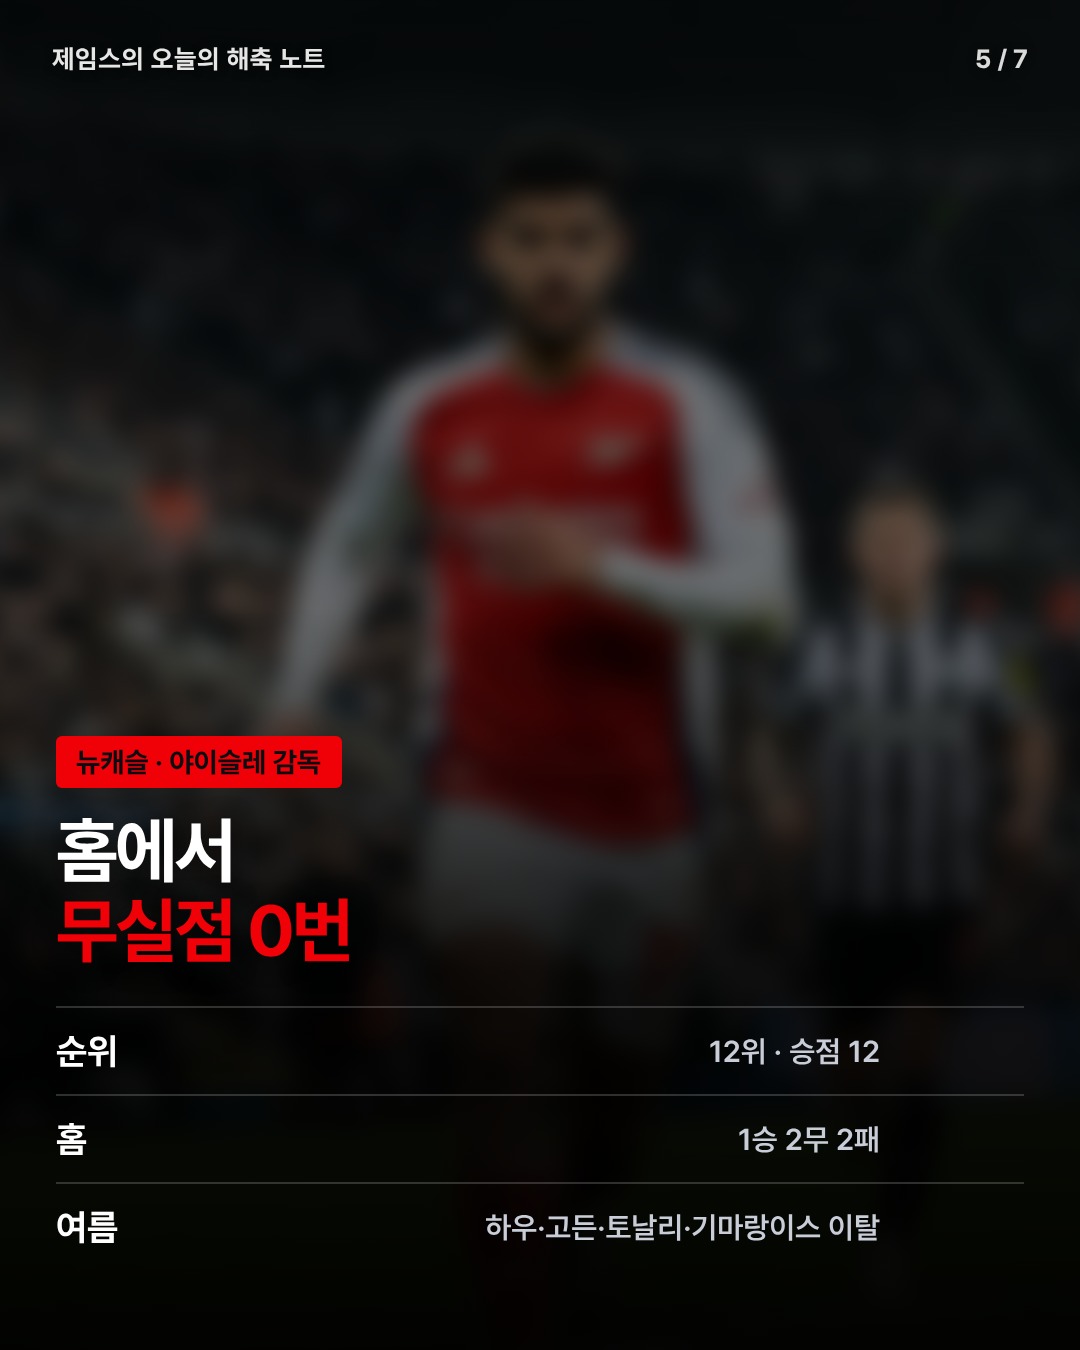 제임스의 오늘의 해축 노트
5 / 7
뉴캐슬 · 야이슬레 감독
홈에서
무실점 0번
순위
12위 · 승점 12
홈
1승 2무 2패
여름
하우·고든·토날리·기마랑이스 이탈